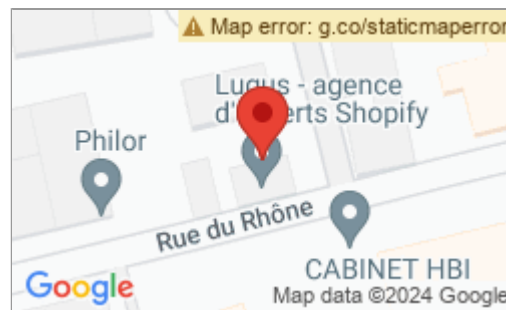 Map error: g.co/staticmaperror
Lugus - agence
d'
erts Shopify
Philor
Rue du Rhône
CABINET HBI
Google
Map data ©2024 Google